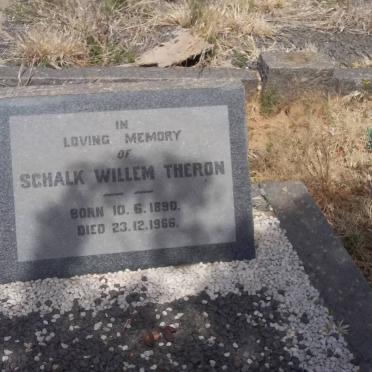 IN
LOVING MEMORY
OF
SCHALK WILLEM THERON
BORN 10.6.1890.
DIED 23.12.1966.